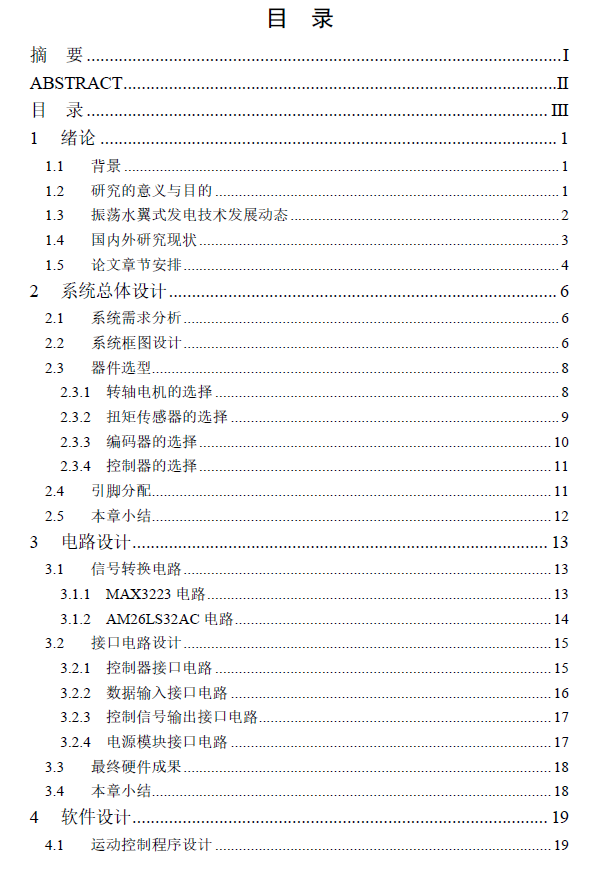 目 录
摘 要 I
ABSTRACT II
目 录 III
1 绪论 1
1.1 背景 1
1.2 研究的意义与目的 1
1.3 振荡水翼式发电技术发展动态 2
1.4 国内外研究现状 3
1.5 论文章节安排 4
2 系统总体设计 6
2.1 系统需求分析 6
2.2 系统框图设计 6
2.3 器件选型 8
2.3.1 转轴电机的选择 8
2.3.2 扭矩传感器的选择 9
2.3.3 编码器的选择 10
2.3.4 控制器的选择 11
2.4 引脚分配 11
2.5 本章小结 12
3 电路设计 13
3.1 信号转换电路 13
3.1.1 MAX3223 电路 13
3.1.2 AM26LS32AC 电路 14
3.2 接口电路设计 15
3.2.1 控制器接口电路 15
3.2.2 数据输入接口电路 16
3.2.3 控制信号输出接口电路 17
3.2.4 电源模块接口电路 17
3.3 最终硬件成果 18
3.4 本章小结 18
4 软件设计 19
4.1 运动控制程序设计 19